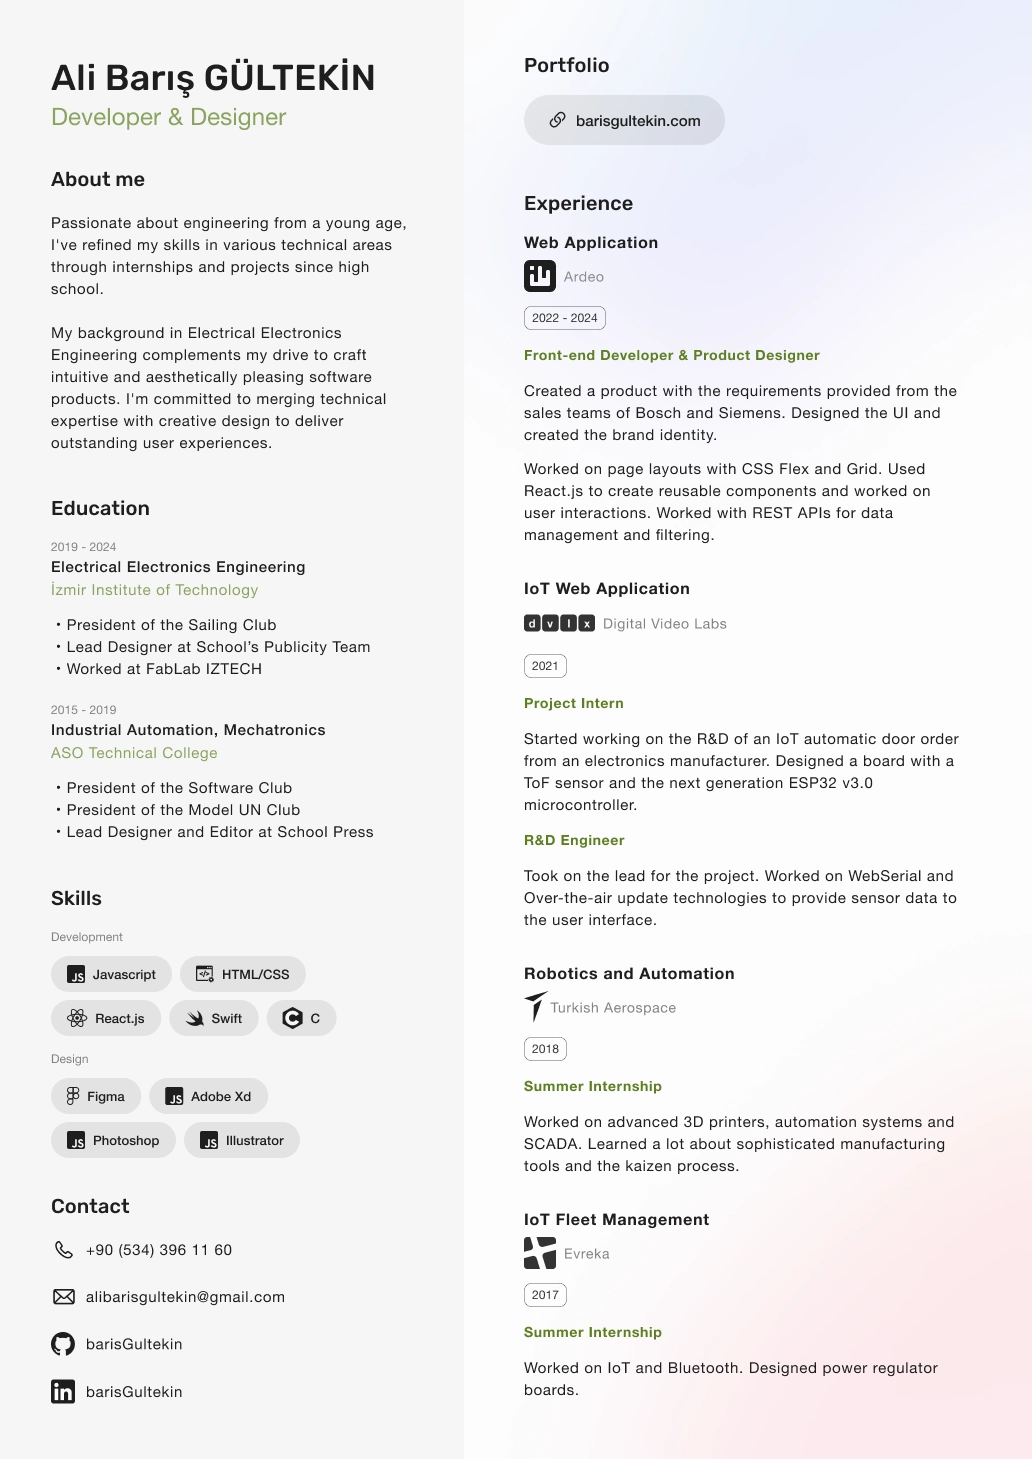 Ali Barış GÜLTEKİN
Developer & Designer
About me
Passionate about engineering from a young age,
I've refined my skills in various technical areas
through internships and projects since high
school.
My background in Electrical Electronics
Engineering complements my drive to craft
intuitive and aesthetically pleasing software
products. I'm committed to merging technical
expertise with creative design to deliver
outstanding user experiences.
Education
2019 - 2024
Electrical Electronics Engineering
İzmir Institute of Technology
• President of the Sailing Club
• Lead Designer at School’s Publicity Team
• Worked at FabLab IZTECH
2015 - 2019
Industrial Automation, Mechatronics
ASO Technical College
• President of the Software Club
• President of the Model UN Club
• Lead Designer and Editor at School Press
Skills
Development
JS Javascript
HTML/CSS
React.js
Swift
C C
Design
Figma
JS Adobe Xd
JS Photoshop
JS Illustrator
Contact
+90 (534) 396 11 60
alibarisgultekin@gmail.com
barisGultekin
in barisGultekin
Portfolio
barisgultekin.com
Experience
Web Application
Ardeo
2022 - 2024
Front-end Developer & Product Designer
Created a product with the requirements provided from the
sales teams of Bosch and Siemens. Designed the UI and
created the brand identity.
Worked on page layouts with CSS Flex and Grid. Used
React.js to create reusable components and worked on
user interactions. Worked with REST APIs for data
management and filtering.
IoT Web Application
dvlx Digital Video Labs
2021
Project Intern
Started working on the R&D of an IoT automatic door order
from an electronics manufacturer. Designed a board with a
ToF sensor and the next generation ESP32 v3.0
microcontroller.
R&D Engineer
Took on the lead for the project. Worked on WebSerial and
Over-the-air update technologies to provide sensor data to
the user interface.
Robotics and Automation
Turkish Aerospace
2018
Summer Internship
Worked on advanced 3D printers, automation systems and
SCADA. Learned a lot about sophisticated manufacturing
tools and the kaizen process.
IoT Fleet Management
Evreka
2017
Summer Internship
Worked on IoT and Bluetooth. Designed power regulator
boards.